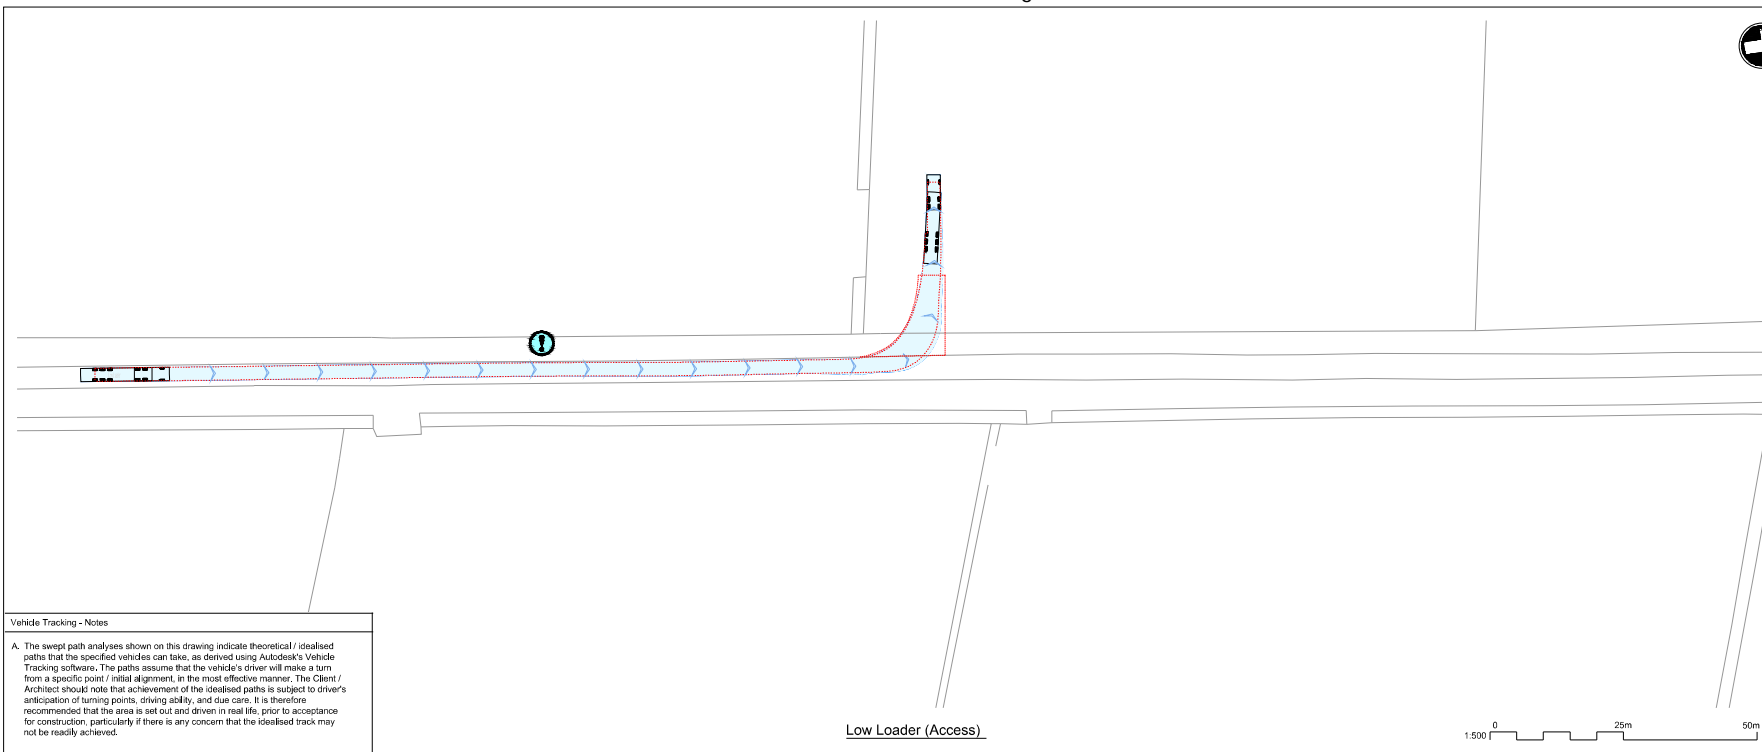 Vehicle Tracking - Notes
A. The swept path analyses shown on this drawing indicate theoretical / idealised
paths that the specified vehicles can take, as derived using Autodesk's Vehicle
Tracking software. The paths assume that the vehicle's driver will make a turn
from a specific point / initial alignment, in the most effective manner. The Client /
Architect should note that achievement of the idealised paths is subject to driver's
anticipation of turning points, driving ability, and due care. It is therefore
recommended that the area is set out and driven in real life, prior to acceptance
for construction, particularly if there is any concern that the idealised track may
not be readily achieved.
Low Loader (Access)
0 25m 50m
1:500